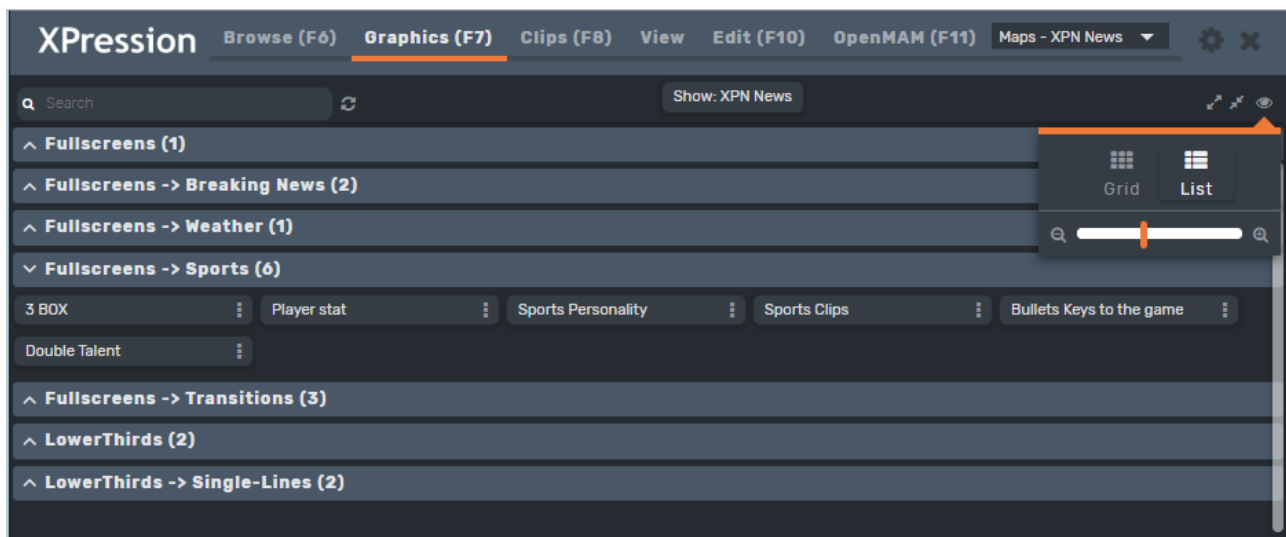 XPression Browse (F6) Graphics (F7) Clips (F8) View Edit (F10) OpenMAM (F11) Maps - XPN News
Search Show: XPN News
Fullscreens (1)
Grid List
Fullscreens -> Breaking News (2)
Fullscreens -> Weather (1)
Fullscreens -> Sports (6)
3 BOX Player stat Sports Personality Sports Clips Bullets Keys to the game
Double Talent
Fullscreens -> Transitions (3)
LowerThirds (2)
LowerThirds -> Single-Lines (2)